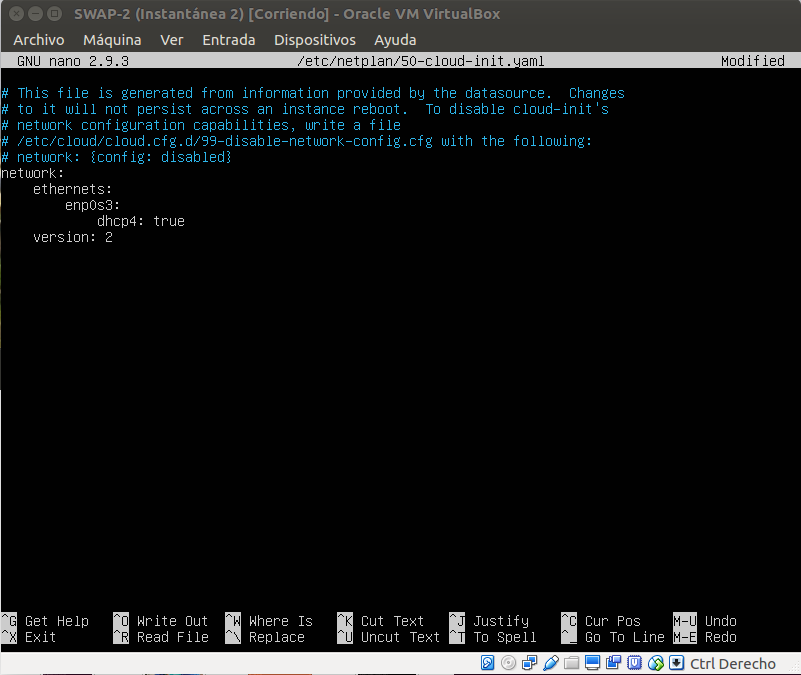 SWAP-2 (Instantánea 2) [Corriendo] - Oracle VM VirtualBox
Archivo Máquina Ver Entrada Dispositivos Ayuda
GNU nano 2.9.3 /etc/netplan/50-cloud-init.yaml Modified
# This file is generated from information provided by the datasource.  Changes
# to it will not persist across an instance reboot.  To disable cloud-init's
# network configuration capabilities, write a file
# /etc/cloud/cloud.cfg.d/99-disable-network-config.cfg with the following:
# network: {config: disabled}
network:
    ethernets:
        enp0s3:
            dhcp4: true
    version: 2
^G Get Help ^O Write Out ^W Where Is ^K Cut Text ^J Justify ^C Cur Pos M-U Undo
^X Exit ^R Read File ^\ Replace ^U Uncut Text ^T To Spell ^_ Go To Line M-E Redo
Ctrl Derecho